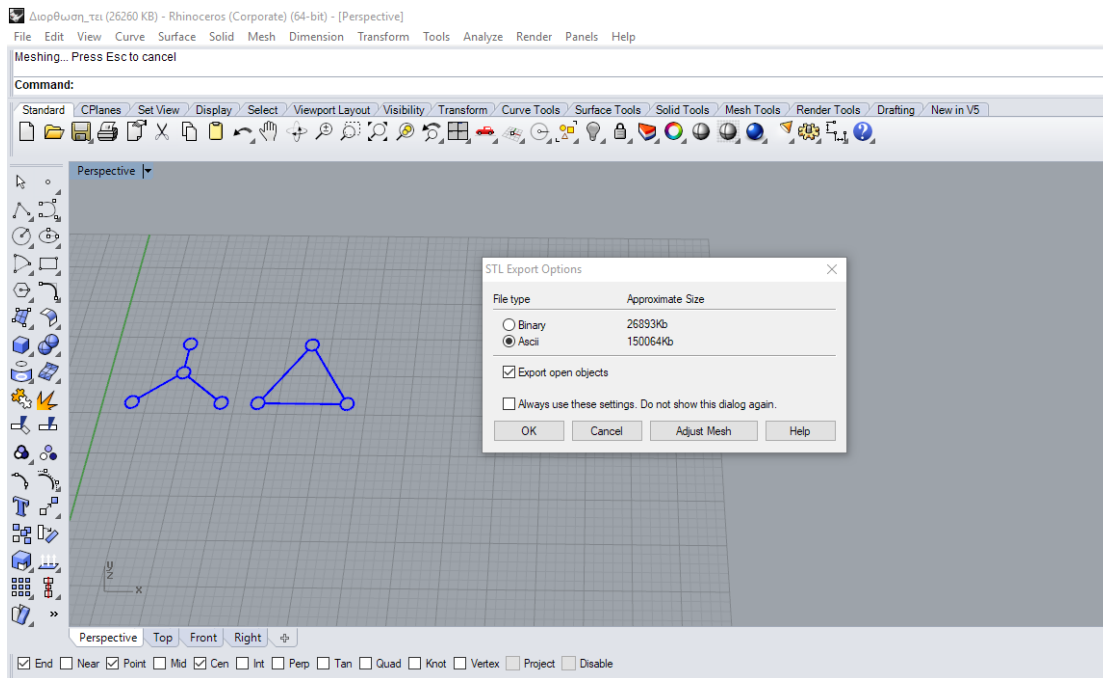 Διορθωση_τει (26260 KB) - Rhinoceros (Corporate) (64-bit) - [Perspective]
File Edit View Curve Surface Solid Mesh Dimension Transform Tools Analyze Render Panels Help
Meshing... Press Esc to cancel
Command:
Standard CPlanes Set View Display Select Viewport Layout Visibility Transform Curve Tools Surface Tools Solid Tools Mesh Tools Render Tools Drafting New in V5
Perspective
STL Export Options
File type Approximate Size
Binary 26893Kb
Ascii 150064Kb
Export open objects
Always use these settings. Do not show this dialog again.
OK Cancel Adjust Mesh Help
y
z
x
Perspective Top Front Right
End Near Point Mid Cen Int Perp Tan Quad Knot Vertex Project Disable